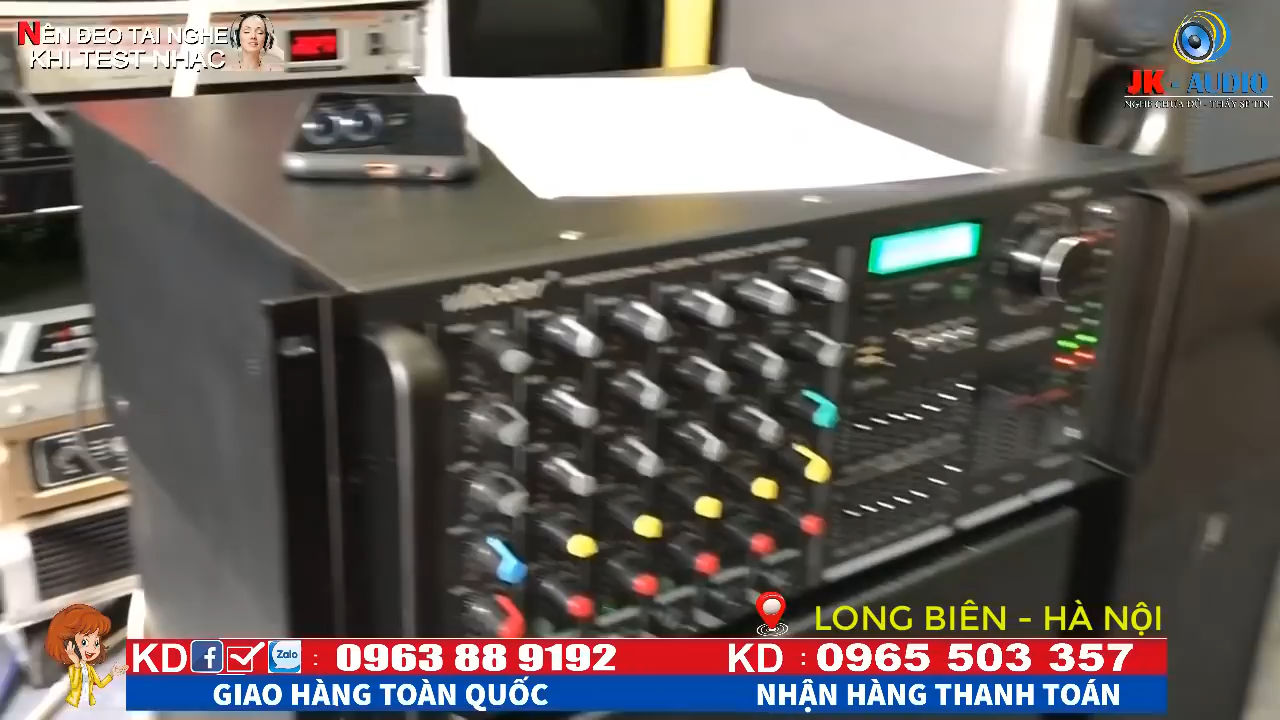 NÊN ĐEO TAI NGHE
KHI TEST NHẠC
JK - AUDIO
LONG BIÊN - HÀ NỘI
KD f Zalo : 0963 88 9192
KD : 0965 503 357
GIAO HÀNG TOÀN QUỐC
NHẬN HÀNG THANH TOÁN